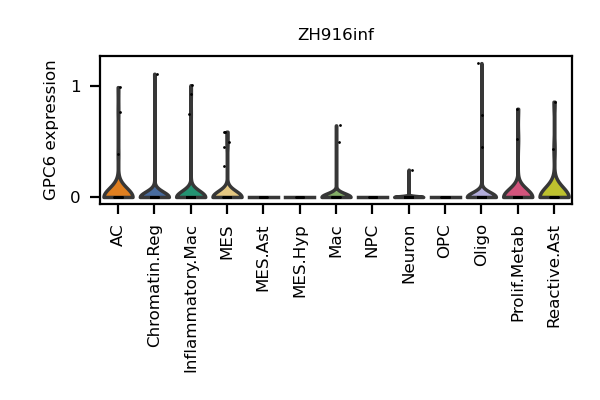 ZH916inf
GPC6 expression
1
0
AC
Chromatin.Reg
Inflammatory.Mac
MES
MES.Ast
MES.Hyp
Mac
NPC
Neuron
OPC
Oligo
Prolif.Metab
Reactive.Ast